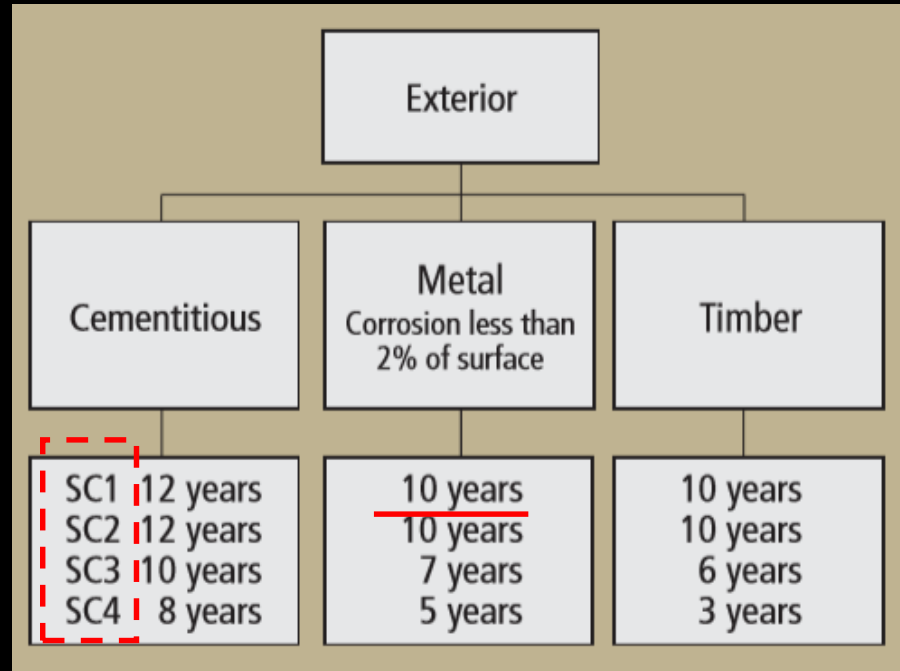 Exterior
Cementitious
Metal
Corrosion less than
2% of surface
Timber
SC1 12 years
SC2 12 years
SC3 10 years
SC4 8 years
10 years
10 years
7 years
5 years
10 years
10 years
6 years
3 years